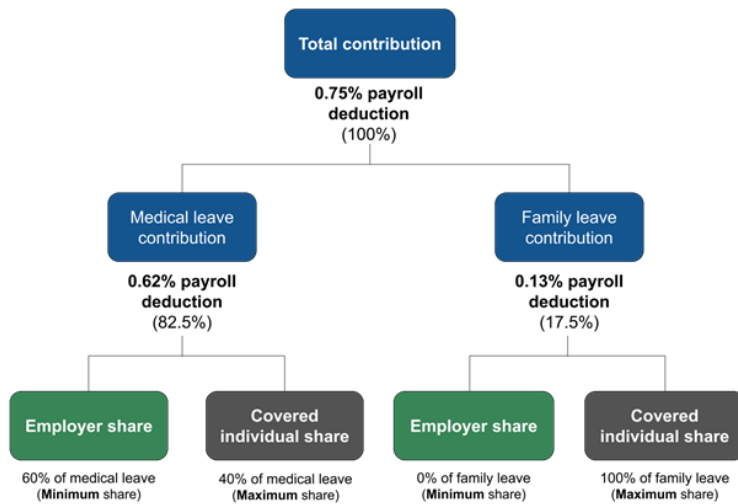 Total contribution
0.75% payroll
deduction
(100%)
Medical leave
contribution
Family leave
contribution
0.62% payroll
deduction
(82.5%)
0.13% payroll
deduction
(17.5%)
Employer share
Covered
individual share
Employer share
Covered
individual share
60% of medical leave
(Minimum share)
40% of medical leave
(Maximum share)
0% of family leave
(Minimum share)
100% of family leave
(Maximum share)